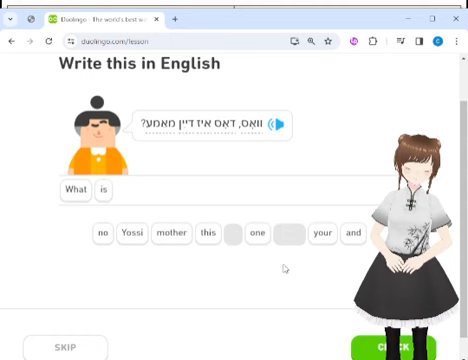 Duolingo - The world's best
duolingo.com/lesson
Write this in English
וואָס, דאָס איז דײַן מאַמע?
What is
no Yossi mother this one your and
SKIP